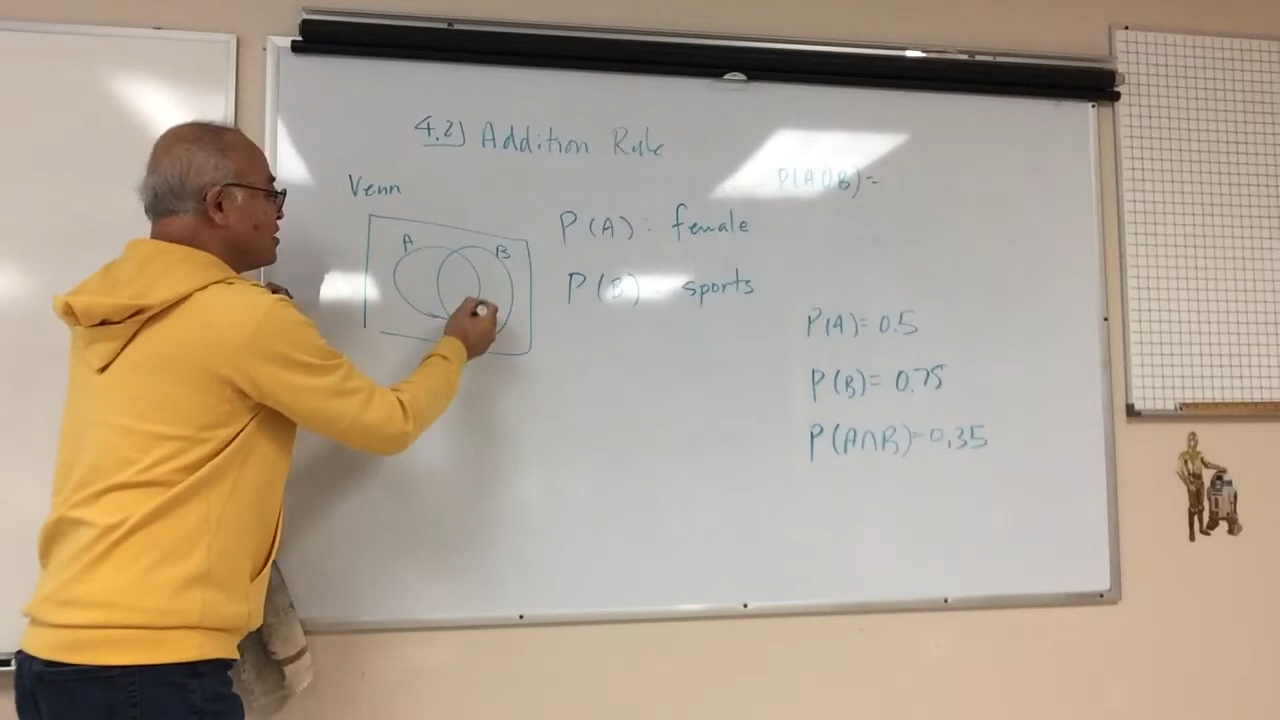 4.2) Addition Rule
Venn
A
B
P(A): female
P(B): sports
P(A∪B)=
P(A)=0.5
P(B)=0.75
P(A∩B)=0.35